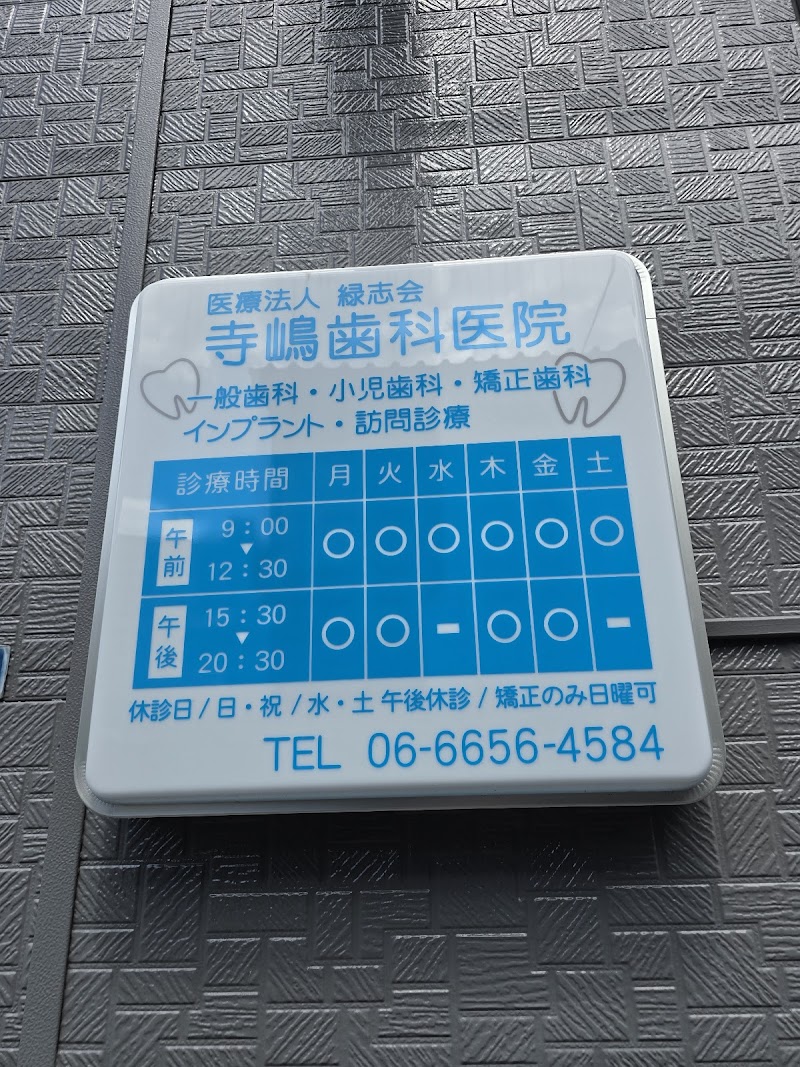 医療法人 緑志会
寺嶋歯科医院
一般歯科・小児歯科・矯正歯科
インプラント・訪問診療
診療時間 月 火 水 木 金 土
午前 9:00▼12:30 ○ ○ ○ ○ ○ ○
午後 15:30▼20:30 ○ ○ ー ○ ○ ー
休診日/日・祝/水・土 午後休診/矯正のみ日曜可
TEL 06-6656-4584